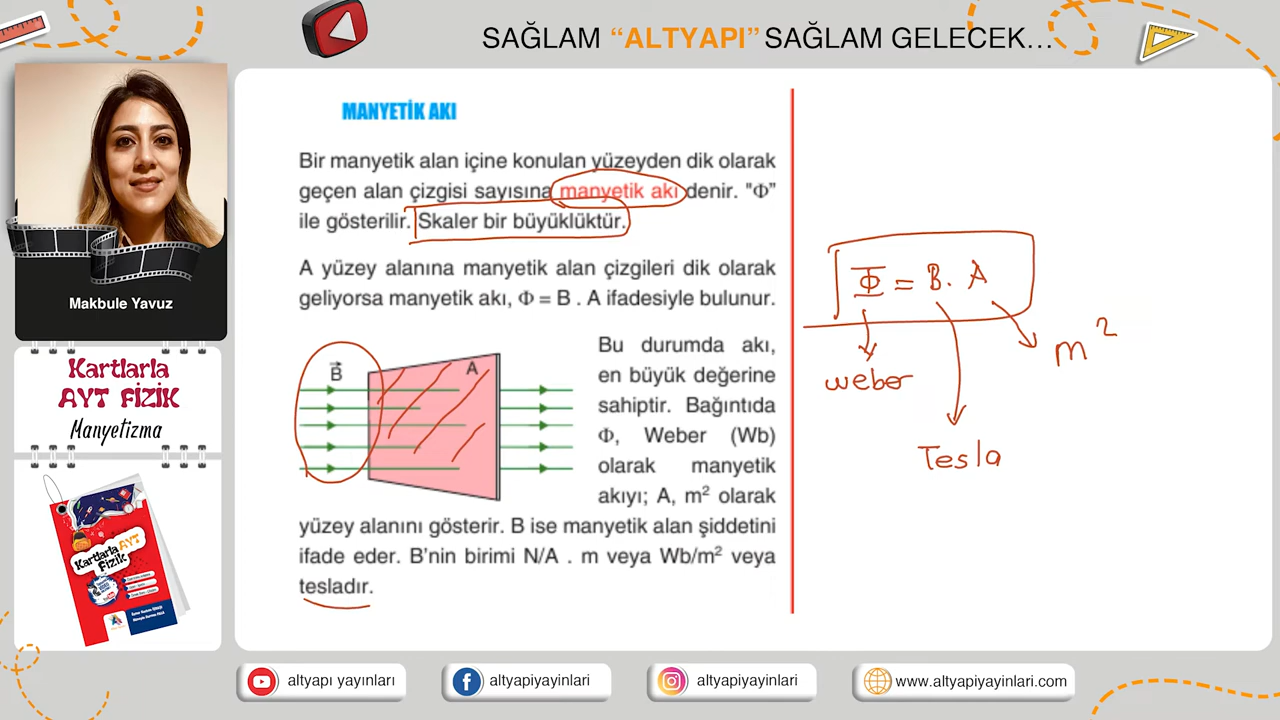 SAĞLAM “ALTYAPI” SAĞLAM GELECEK...
MANYETİK AKI
Bir manyetik alan içine konulan yüzeyden dik olarak
geçen alan çizgisi sayısına manyetik akı denir. "Φ"
ile gösterilir. Skaler bir büyüklüktür.
A yüzey alanına manyetik alan çizgileri dik olarak
geliyorsa manyetik akı, Φ = B . A ifadesiyle bulunur.
B⃗
A
Bu durumda akı,
en büyük değerine
sahiptir. Bağıntıda
Φ, Weber (Wb)
olarak manyetik
akıyı; A, m² olarak
yüzey alanını gösterir. B ise manyetik alan şiddetini
ifade eder. B’nin birimi N/A . m veya Wb/m² veya
tesladır.
Φ = B. A
m²
weber
Tesla
Makbule Yavuz
Kartlarla
AYT FİZİK
Manyetizma
Kartlarla AYT
Fizik
altyapı yayınları
altyapiyayinlari
altyapiyayinlari
www.altyapiyayinlari.com